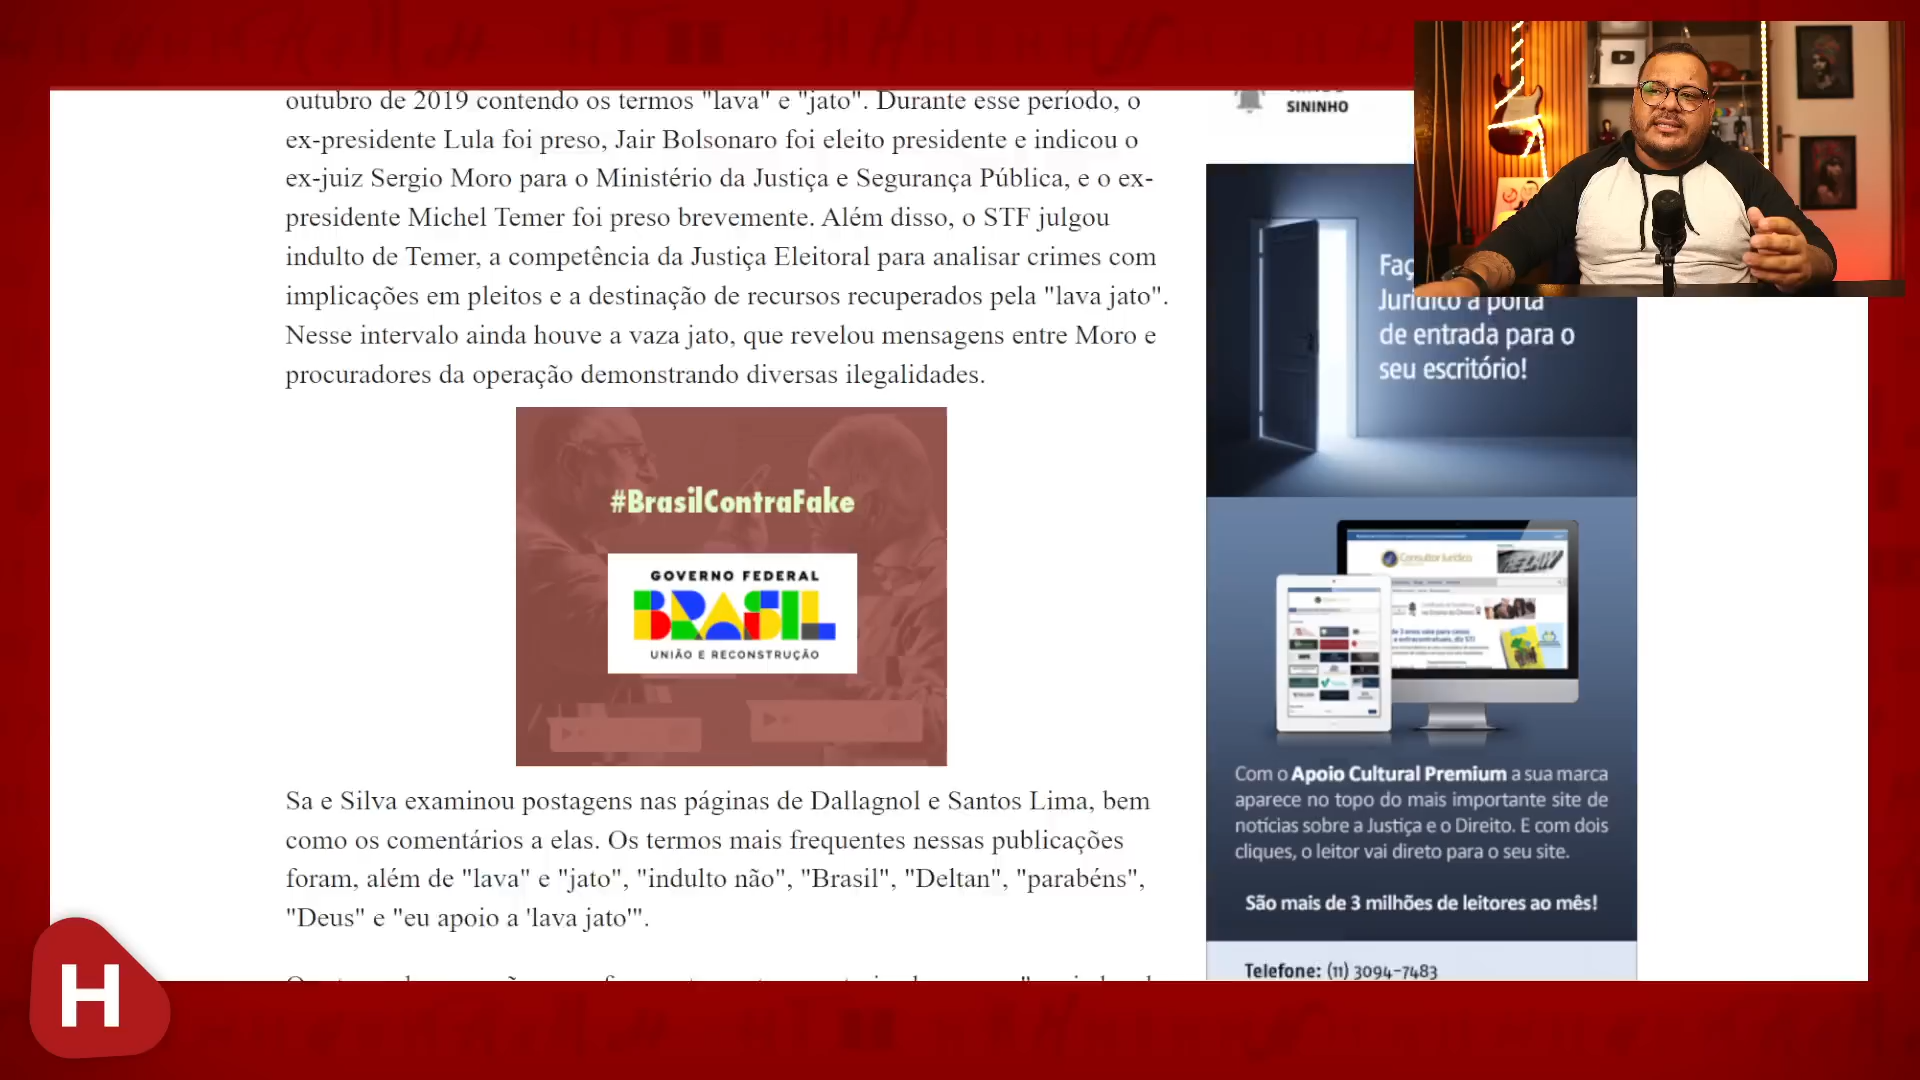 outubro de 2019 contendo os termos "lava" e "jato". Durante esse período, o
ex-presidente Lula foi preso, Jair Bolsonaro foi eleito presidente e indicou o
ex-juiz Sergio Moro para o Ministério da Justiça e Segurança Pública, e o ex-
presidente Michel Temer foi preso brevemente. Além disso, o STF julgou
indulto de Temer, a competência da Justiça Eleitoral para analisar crimes com
implicações em pleitos e a destinação de recursos recuperados pela "lava jato".
Nesse intervalo ainda houve a vaza jato, que revelou mensagens entre Moro e
procuradores da operação demonstrando diversas ilegalidades.
#BrasilContraFake
GOVERNO FEDERAL
BRASIL
UNIÃO E RECONSTRUÇÃO
Sa e Silva examinou postagens nas páginas de Dallagnol e Santos Lima, bem
como os comentários a elas. Os termos mais frequentes nessas publicações
foram, além de "lava" e "jato", "indulto não", "Brasil", "Deltan", "parabéns",
"Deus" e "eu apoio a 'lava jato'".
SININHO
Jurídico a porta
de entrada para o
seu escritório!
Consultor Jurídico
Com o Apoio Cultural Premium a sua marca
aparece no topo do mais importante site de
notícias sobre a Justiça e o Direito. E com dois
cliques, o leitor vai direto para o seu site.
São mais de 3 milhões de leitores ao mês!
Telefone: (11) 3094-7483
H